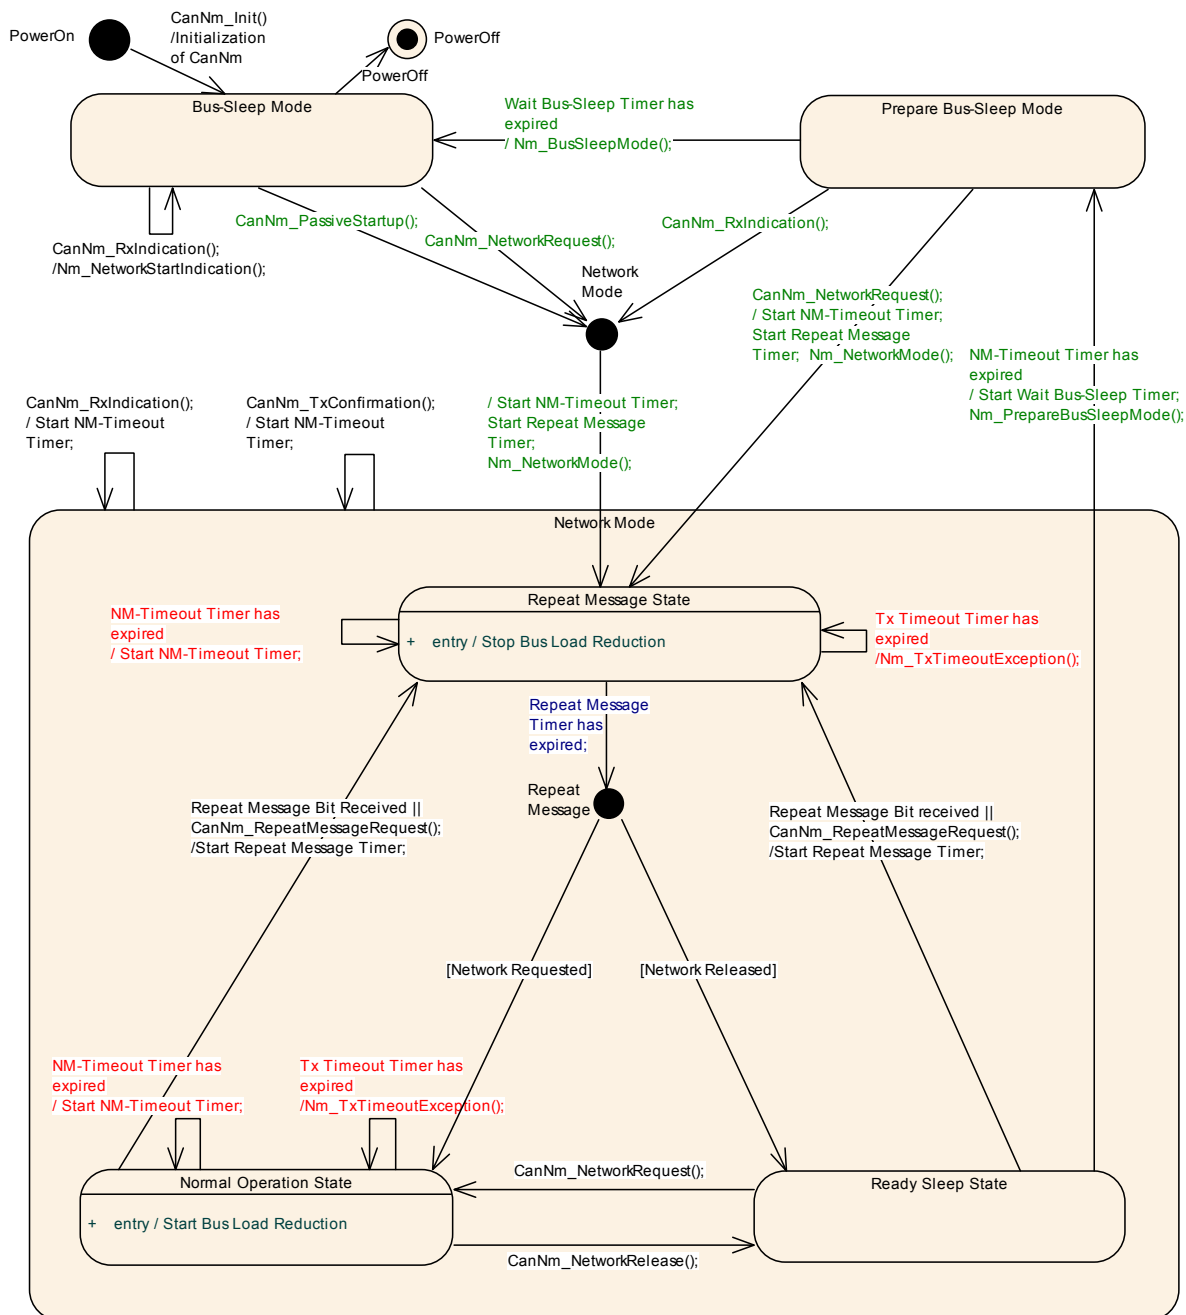 PowerOn
CanNm_Init()
/Initialization
of CanNm
PowerOff
PowerOff
Bus-Sleep Mode
Wait Bus-Sleep Timer has
expired
/ Nm_BusSleepMode();
Prepare Bus-Sleep Mode
CanNm_RxIndication();
/Nm_NetworkStartIndication();
CanNm_PassiveStartup();
CanNm_NetworkRequest();
CanNm_RxIndication();
Network
Mode
CanNm_NetworkRequest();
/ Start NM-Timeout Timer;
Start Repeat Message
Timer; Nm_NetworkMode();
NM-Timeout Timer has
expired
/ Start Wait Bus-Sleep Timer;
Nm_PrepareBusSleepMode();
CanNm_RxIndication();
/ Start NM-Timeout
Timer;
CanNm_TxConfirmation();
/ Start NM-Timeout
Timer;
/ Start NM-Timeout Timer;
Start Repeat Message
Timer;
Nm_NetworkMode();
Network Mode
Repeat Message State
+ entry / Stop Bus Load Reduction
NM-Timeout Timer has
expired
/ Start NM-Timeout Timer;
Tx Timeout Timer has
expired
/Nm_TxTimeoutException();
Repeat Message
Timer has
expired;
Repeat
Message
Repeat Message Bit Received ||
CanNm_RepeatMessageRequest();
/Start Repeat Message Timer;
Repeat Message Bit received ||
CanNm_RepeatMessageRequest();
/Start Repeat Message Timer;
[Network Requested]
[Network Released]
NM-Timeout Timer has
expired
/ Start NM-Timeout Timer;
Tx Timeout Timer has
expired
/Nm_TxTimeoutException();
Normal Operation State
+ entry / Start Bus Load Reduction
CanNm_NetworkRequest();
CanNm_NetworkRelease();
Ready Sleep State